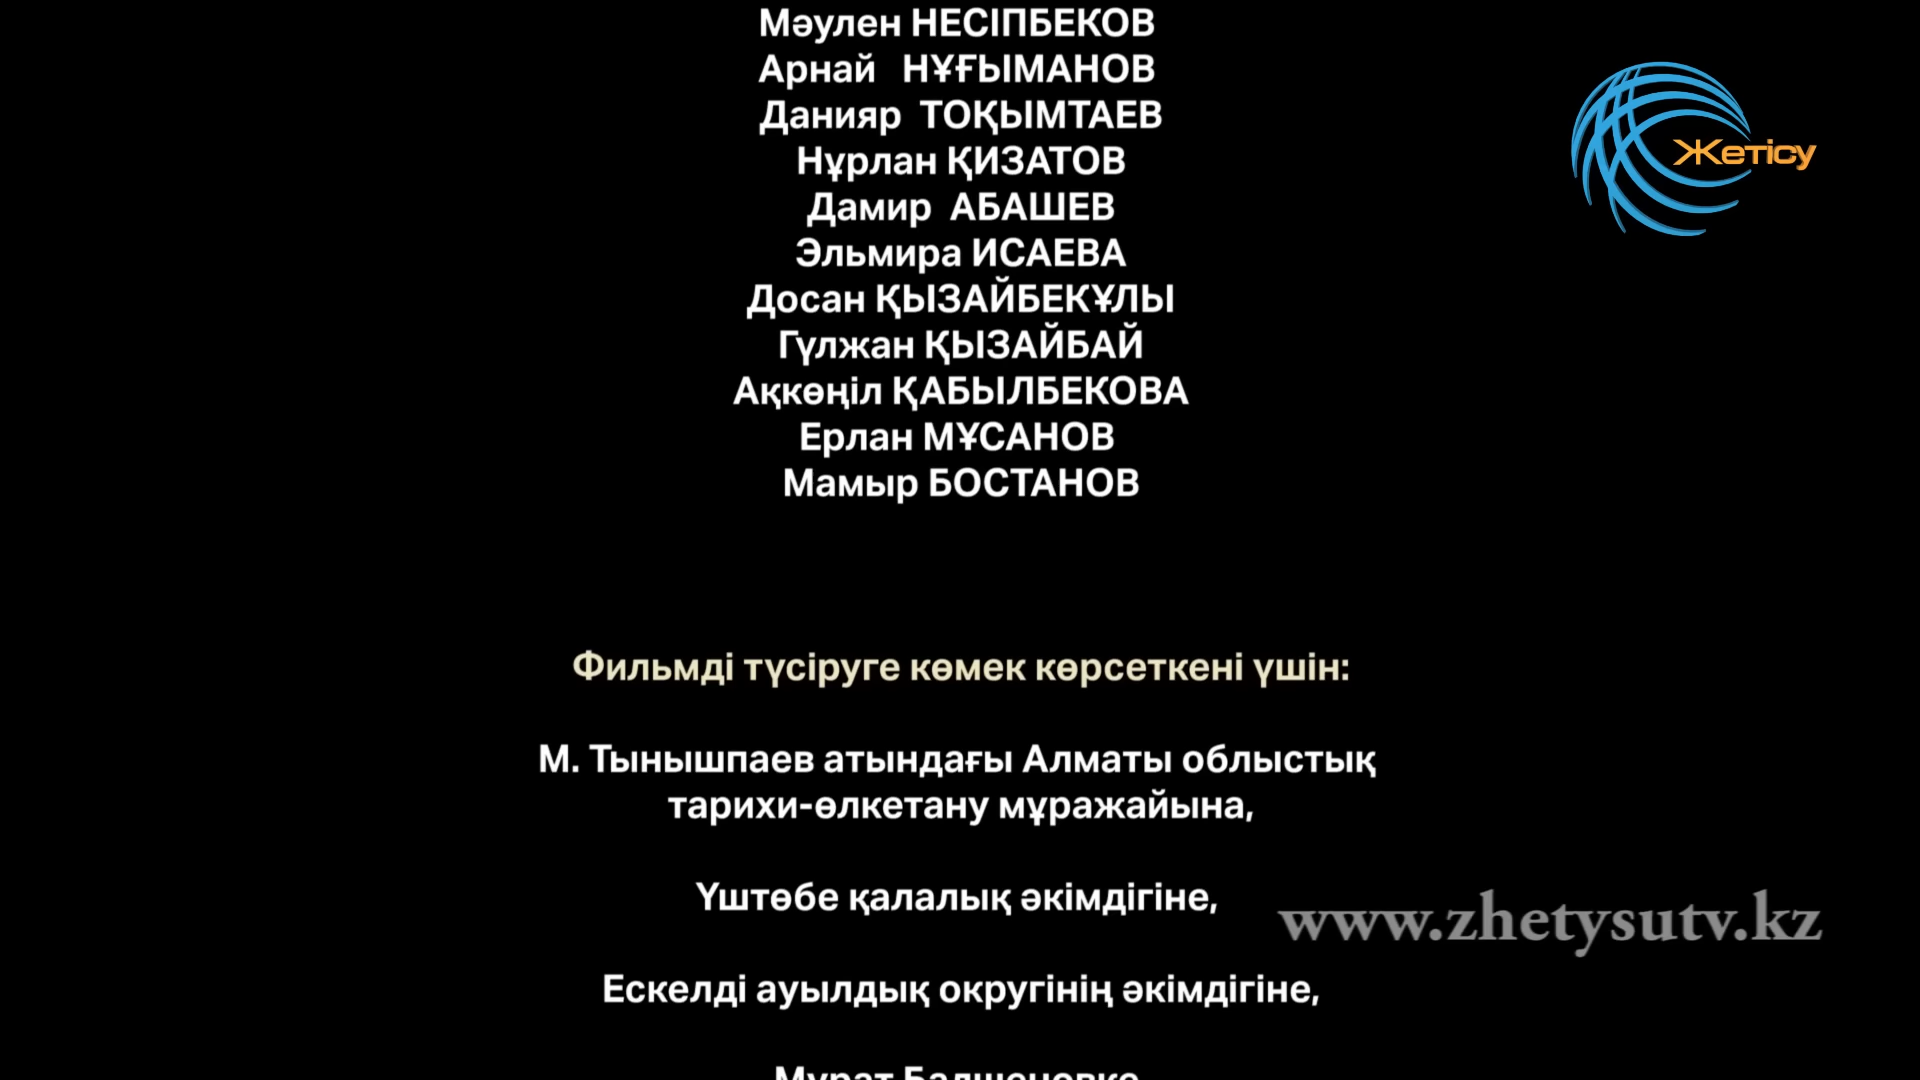 Мәулен НЕСІПБЕКОВ
Арнай НҰҒЫМАНОВ
Данияр ТОҚЫМТАЕВ
Нұрлан ҚИЗАТОВ
Дамир АБАШЕВ
Эльмира ИСАЕВА
Досан ҚЫЗАЙБЕКҰЛЫ
Гүлжан ҚЫЗАЙБАЙ
Ақкөңіл ҚАБЫЛБЕКОВА
Ерлан МҰСАНОВ
Мамыр БОСТАНОВ
Жетісу
Фильмді түсіруге көмек көрсеткені үшін:
М. Тынышпаев атындағы Алматы облыстық
тарихи-өлкетану мұражайына,
Үштөбе қалалық әкімдігіне,
www.zhetysutv.kz
Ескелді ауылдық округінің әкімдігіне,